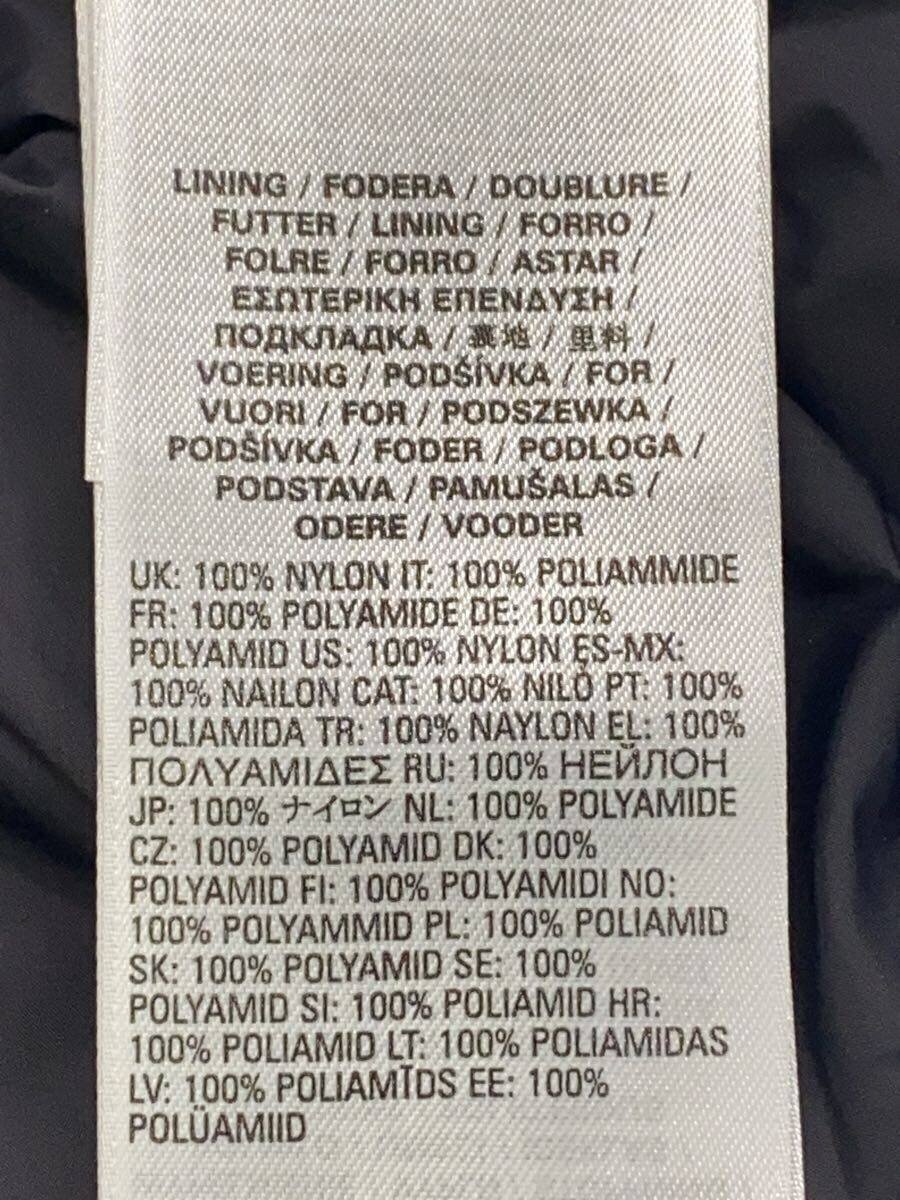 LINING / FODERA / DOUBLURE /
FUTTER / LINING / FORRO /
FOLRE / FORRO / ASTAR /
ΕΣΩΤΕΡΙΚΗ ΕΠΕΝΔΥΣΗ /
ПОДКЛАДКА / 裏地 / 里料 /
VOERING / PODŠÍVKA / FOR /
VUORI / FOR / PODSZEWKA /
PODŠÍVKA / FODER / PODLOGA /
PODSTAVA / PAMUŠALAS /
ODERE / VOODER
UK: 100% NYLON IT: 100% POLIAMMIDE
FR: 100% POLYAMIDE DE: 100%
POLYAMID US: 100% NYLON ES-MX:
100% NAILON CAT: 100% NILÓ PT: 100%
POLIAMIDA TR: 100% NAYLON EL: 100%
ΠΟΛΥΑΜΙΔΕΣ RU: 100% НЕЙЛОН
JP: 100% ナイロン NL: 100% POLYAMIDE
CZ: 100% POLYAMID DK: 100%
POLYAMID FI: 100% POLYAMIDI NO:
100% POLYAMMID PL: 100% POLIAMID
SK: 100% POLYAMID SE: 100%
POLYAMID SI: 100% POLIAMID HR:
100% POLIAMID LT: 100% POLIAMIDAS
LV: 100% POLIAMĪDS EE: 100%
POLÜAMIID